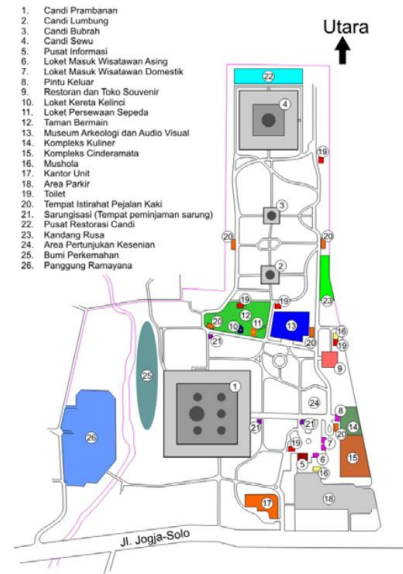 1. Candi Prambanan
2. Candi Lumbung
3. Candi Bubrah
4. Candi Sewu
5. Pusat Informasi
6. Loket Masuk Wisatawan Asing
7. Loket Masuk Wisatawan Domestik
8. Pintu Keluar
9. Restoran dan Toko Souvenir
10. Loket Kereta Kelinci
11. Loket Persewaan Sepeda
12. Taman Bermain
13. Museum Arkeologi dan Audio Visual
14. Kompleks Kuliner
15. Kompleks Cinderamata
16. Mushola
17. Kantor Unit
18. Area Parkir
19. Toilet
20. Tempat Istirahat Pejalan Kaki
21. Sarungisasi (Tempat peminjaman sarung)
22. Pusat Restorasi Candi
23. Kandang Rusa
24. Area Pertunjukan Kesenian
25. Bumi Perkemahan
26. Panggung Ramayana
Utara
22
4
19
3
20
20
2
23
19
19
12
20
10
11
13
20
16
19
21
9
25
1
24
26
8
14
21
21
20
7
19
15
5
6
16
18
17
Jl. Jogja-Solo